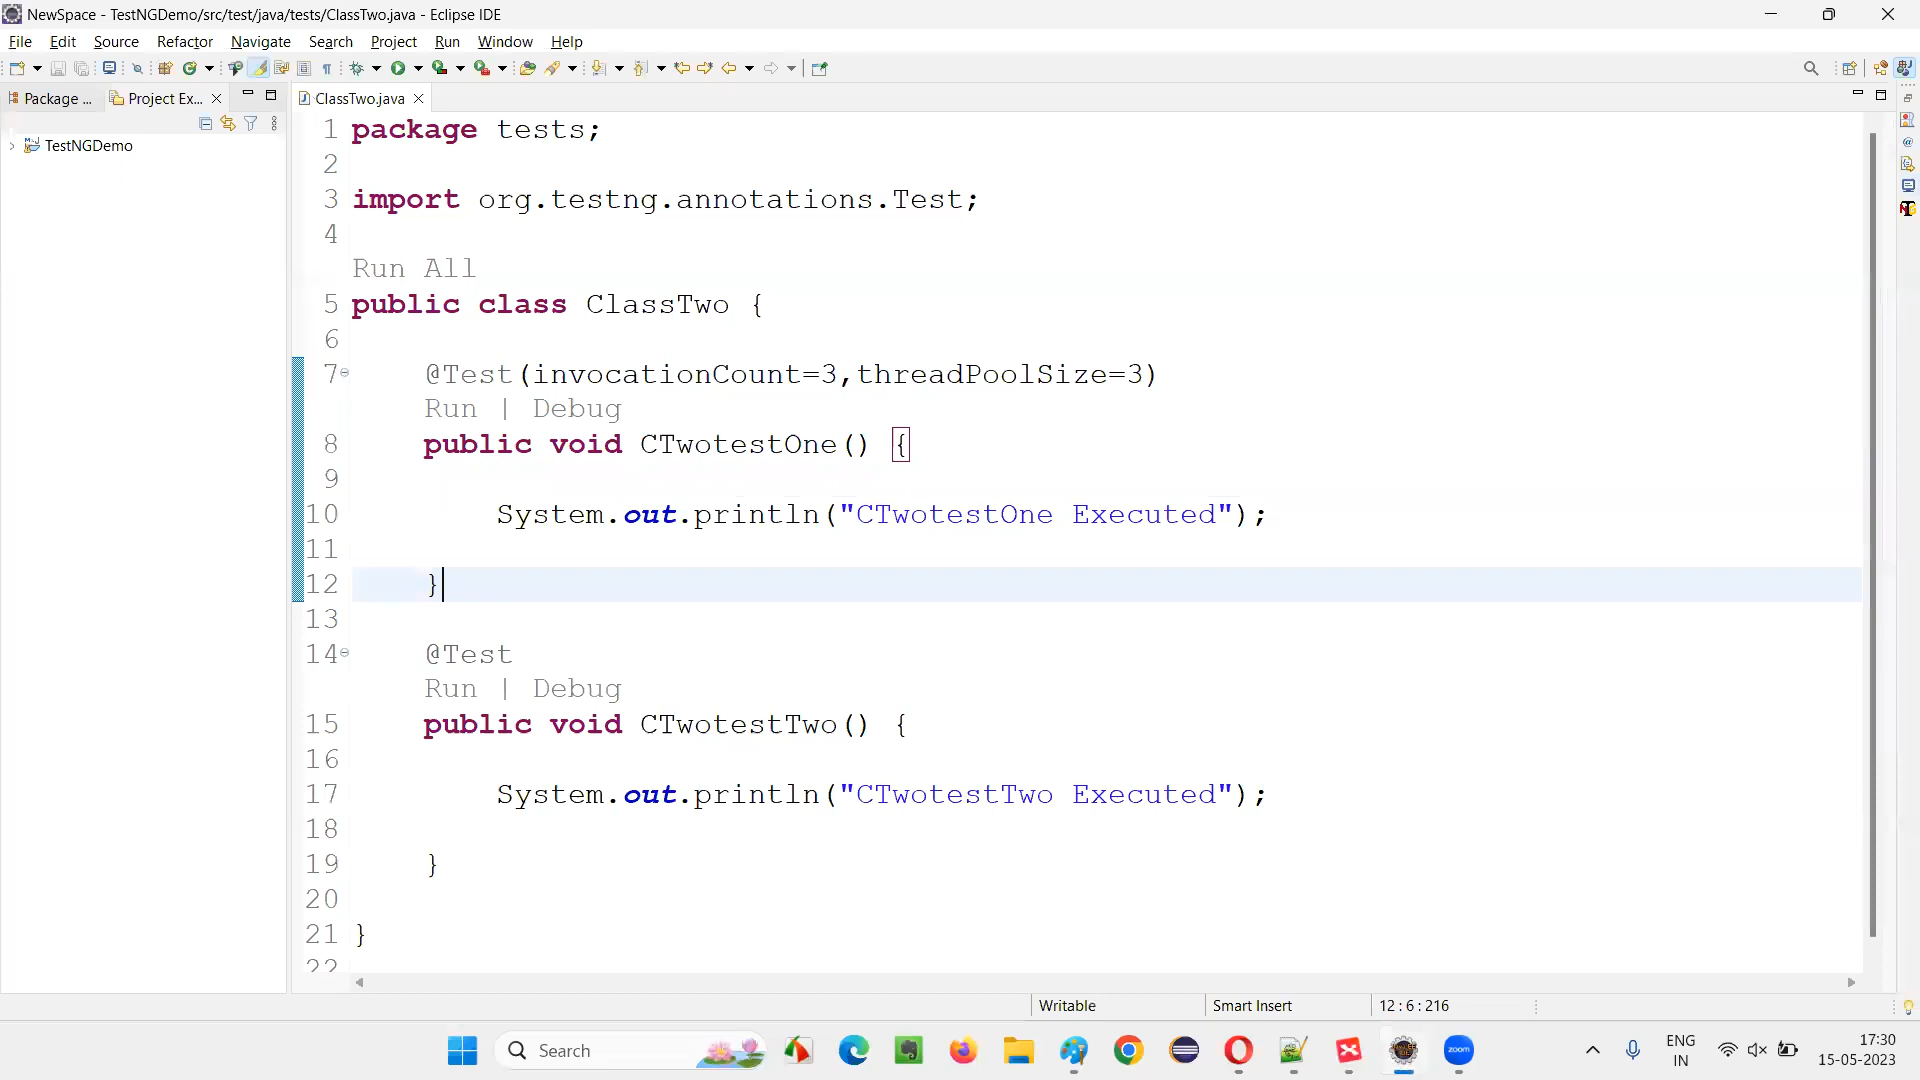 NewSpace - TestNGDemo/src/test/java/tests/ClassTwo.java - Eclipse IDE
File Edit Source Refactor Navigate Search Project Run Window Help
Package ... Project Ex... ClassTwo.java
TestNGDemo
1 package tests;
2
3 import org.testng.annotations.Test;
4
Run All
5 public class ClassTwo {
6
7 @Test(invocationCount=3,threadPoolSize=3)
Run | Debug
8 public void CTwotestOne() {
9
10 System.out.println("CTwotestOne Executed");
11
12 }
13
14 @Test
Run | Debug
15 public void CTwotestTwo() {
16
17 System.out.println("CTwotestTwo Executed");
18
19 }
20
21 }
22
Writable Smart Insert 12 : 6 : 216
Search
zoom
ENG
IN
17:30
15-05-2023